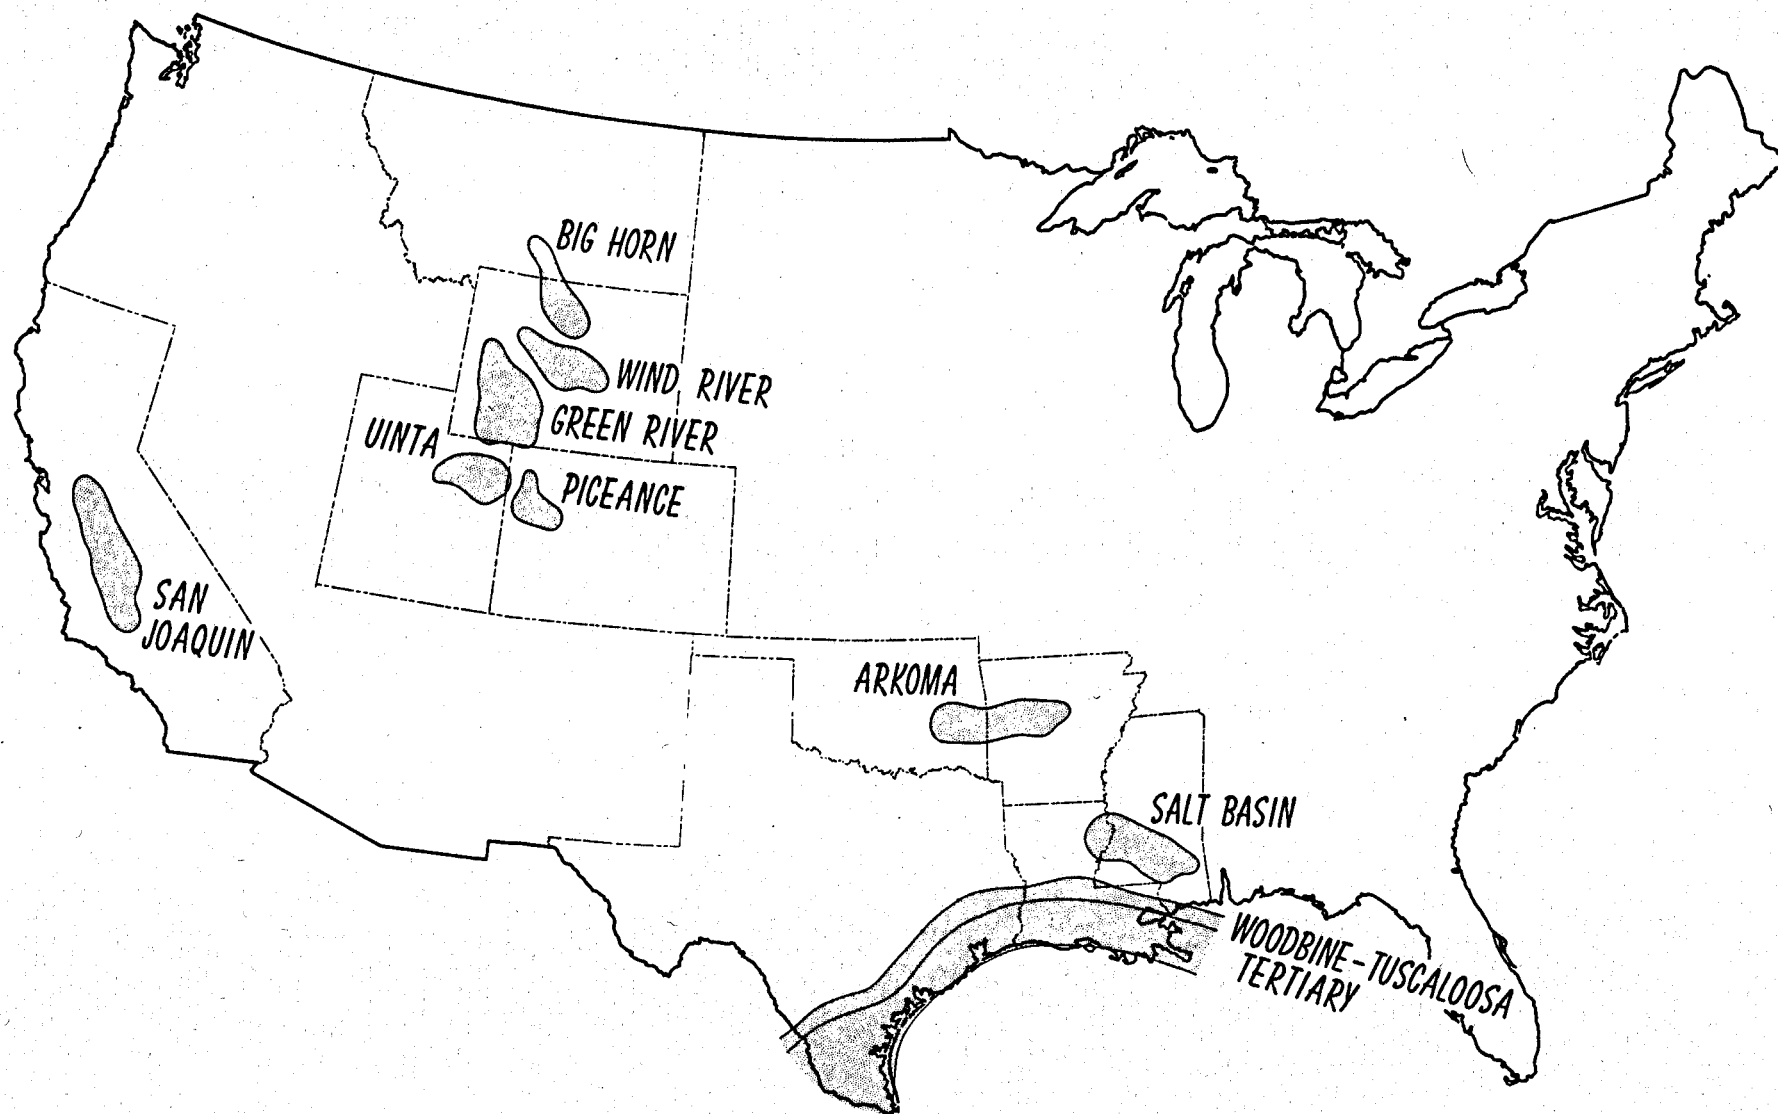 BIG HORN
WIND RIVER
GREEN RIVER
UINTA
PICEANCE
SAN
JOAQUIN
ARKOMA
SALT BASIN
WOODBINE-TUSCALOOSA
TERTIARY